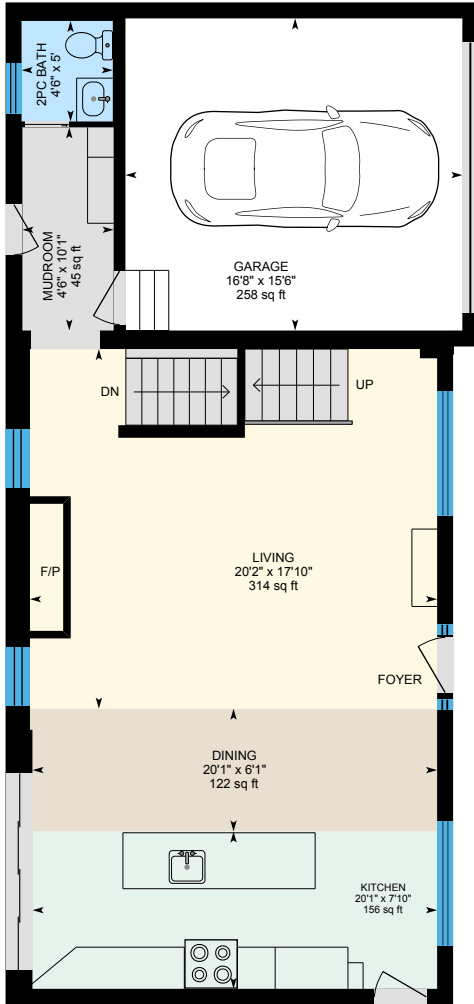 2PC BATH
4'6" x 5'
MUDROOM
4'6" x 10'1"
45 sq ft
GARAGE
16'8" x 15'6"
258 sq ft
DN
UP
F/P
LIVING
20'2" x 17'10"
314 sq ft
FOYER
DINING
20'1" x 6'1"
122 sq ft
KITCHEN
20'1" x 7'10"
156 sq ft